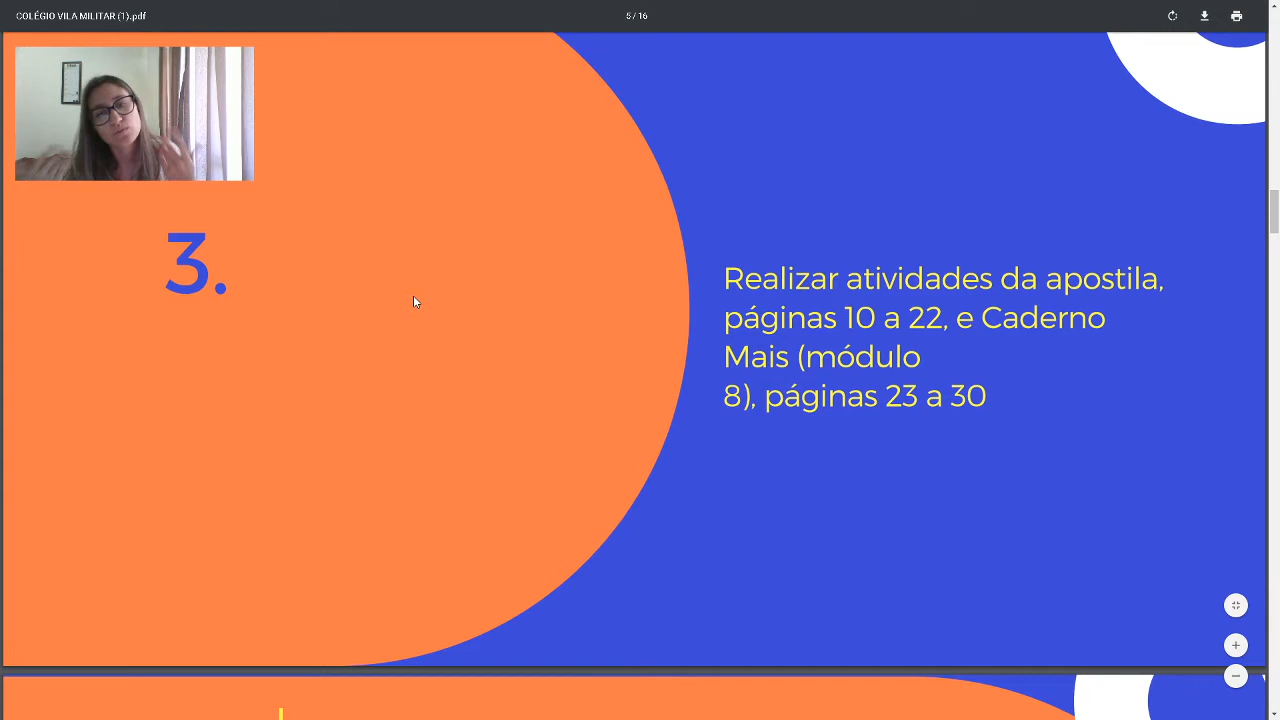 COLÉGIO VILA MILITAR (1).pdf
5 / 16
3.
Realizar atividades da apostila,
páginas 10 a 22, e Caderno
Mais (módulo
8), páginas 23 a 30